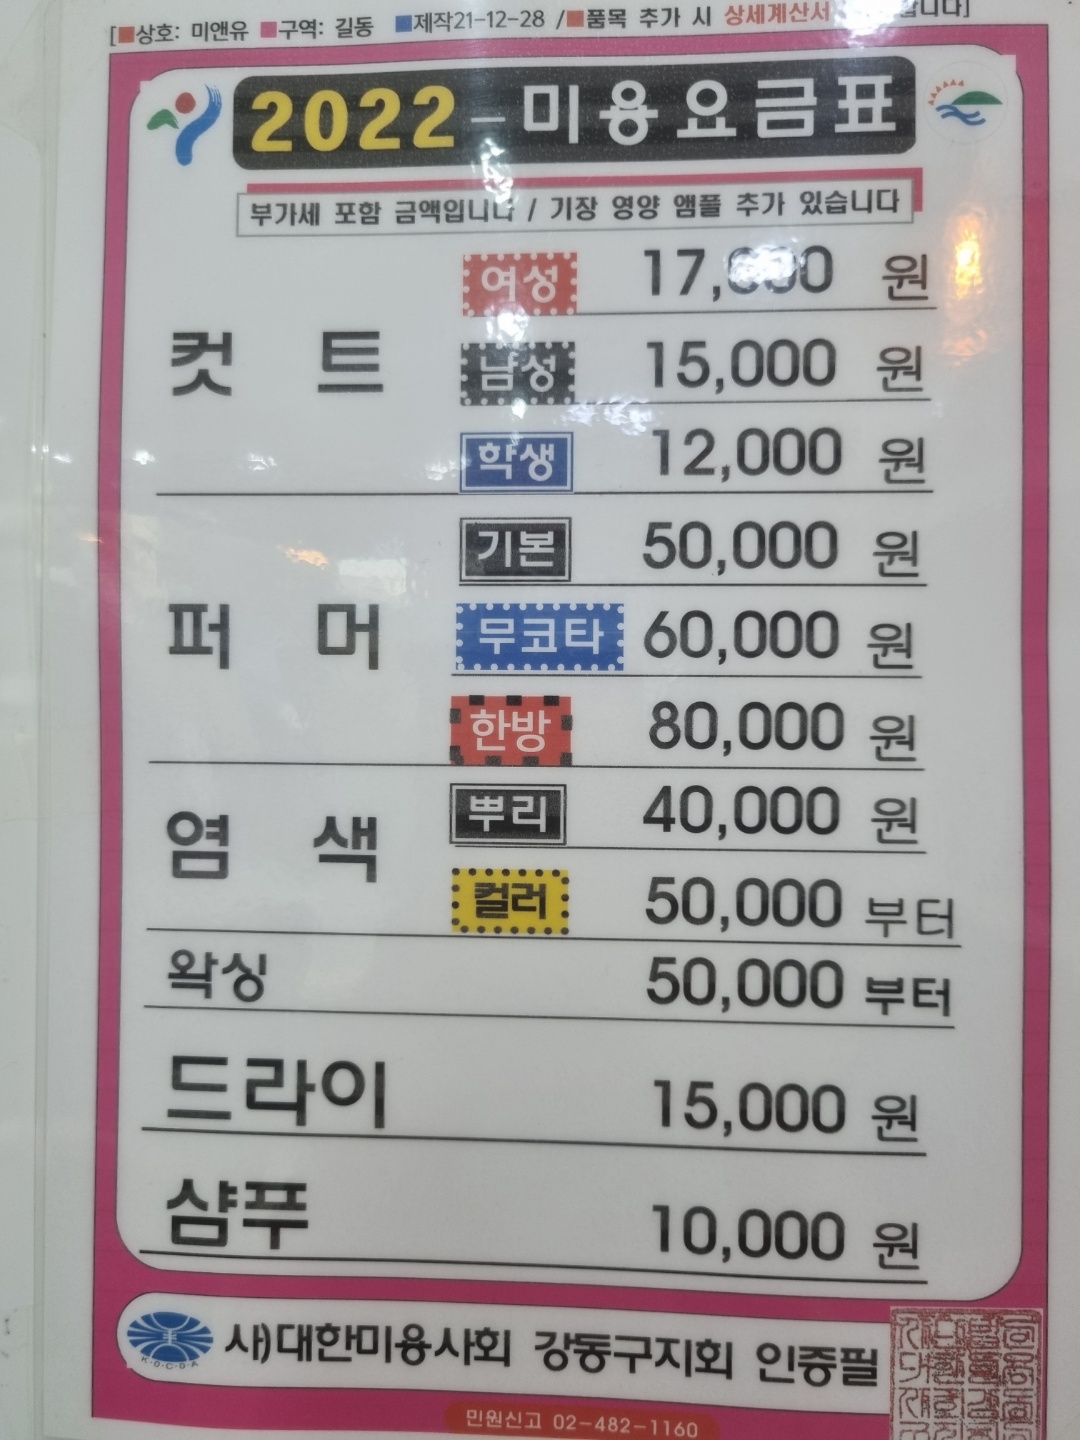 [■상호: 미앤유 ■구역: 길동 ■제작21-12-28 /■품목 추가 시 상세계산서
2022-미용요금표
부가세 포함 금액입니다 / 기장 영양 앰플 추가 있습니다
컷 트
여성 17,000 원
남성 15,000 원
학생 12,000 원
퍼 머
기본 50,000 원
무코타 60,000 원
한방 80,000 원
염 색
뿌리 40,000 원
컬러 50,000 부터
왁싱 50,000 부터
드라이 15,000 원
샴푸 10,000 원
K·O·C·O·A
사)대한미용사회 강동구지회 인증필
민원신고 02-482-1160